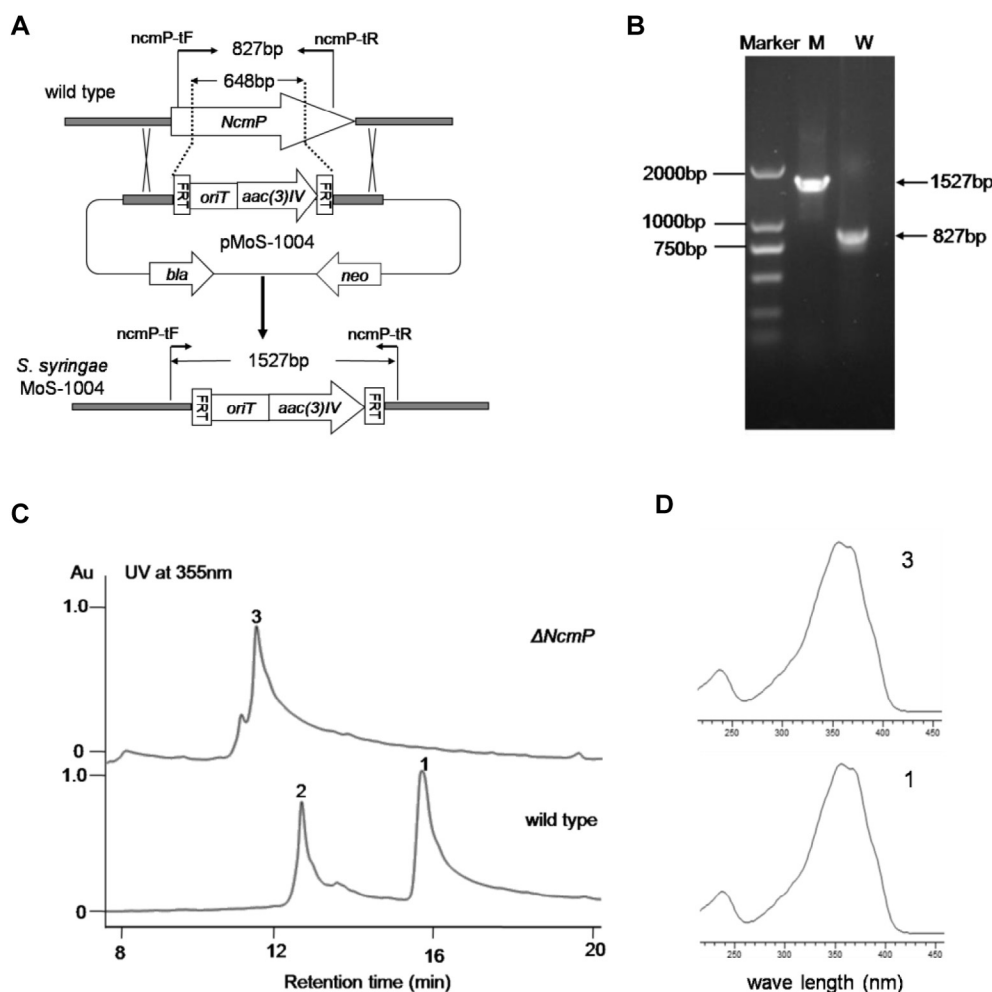 A
ncmP-tF
ncmP-tR
827bp
648bp
wild type
NcmP
FRT
oriT
aac(3)IV
FRT
pMoS-1004
bla
neo
ncmP-tF
ncmP-tR
1527bp
S. syringae
MoS-1004
FRT
oriT
aac(3)IV
FRT
B
Marker M W
2000bp
1000bp
750bp
1527bp
827bp
C
Au UV at 355nm
1.0
3
ΔNcmP
0
1.0
2
1
wild type
0
8 12 16 20
Retention time (min)
D
3
250 300 350 400 450
1
250 300 350 400 450
wave length (nm)